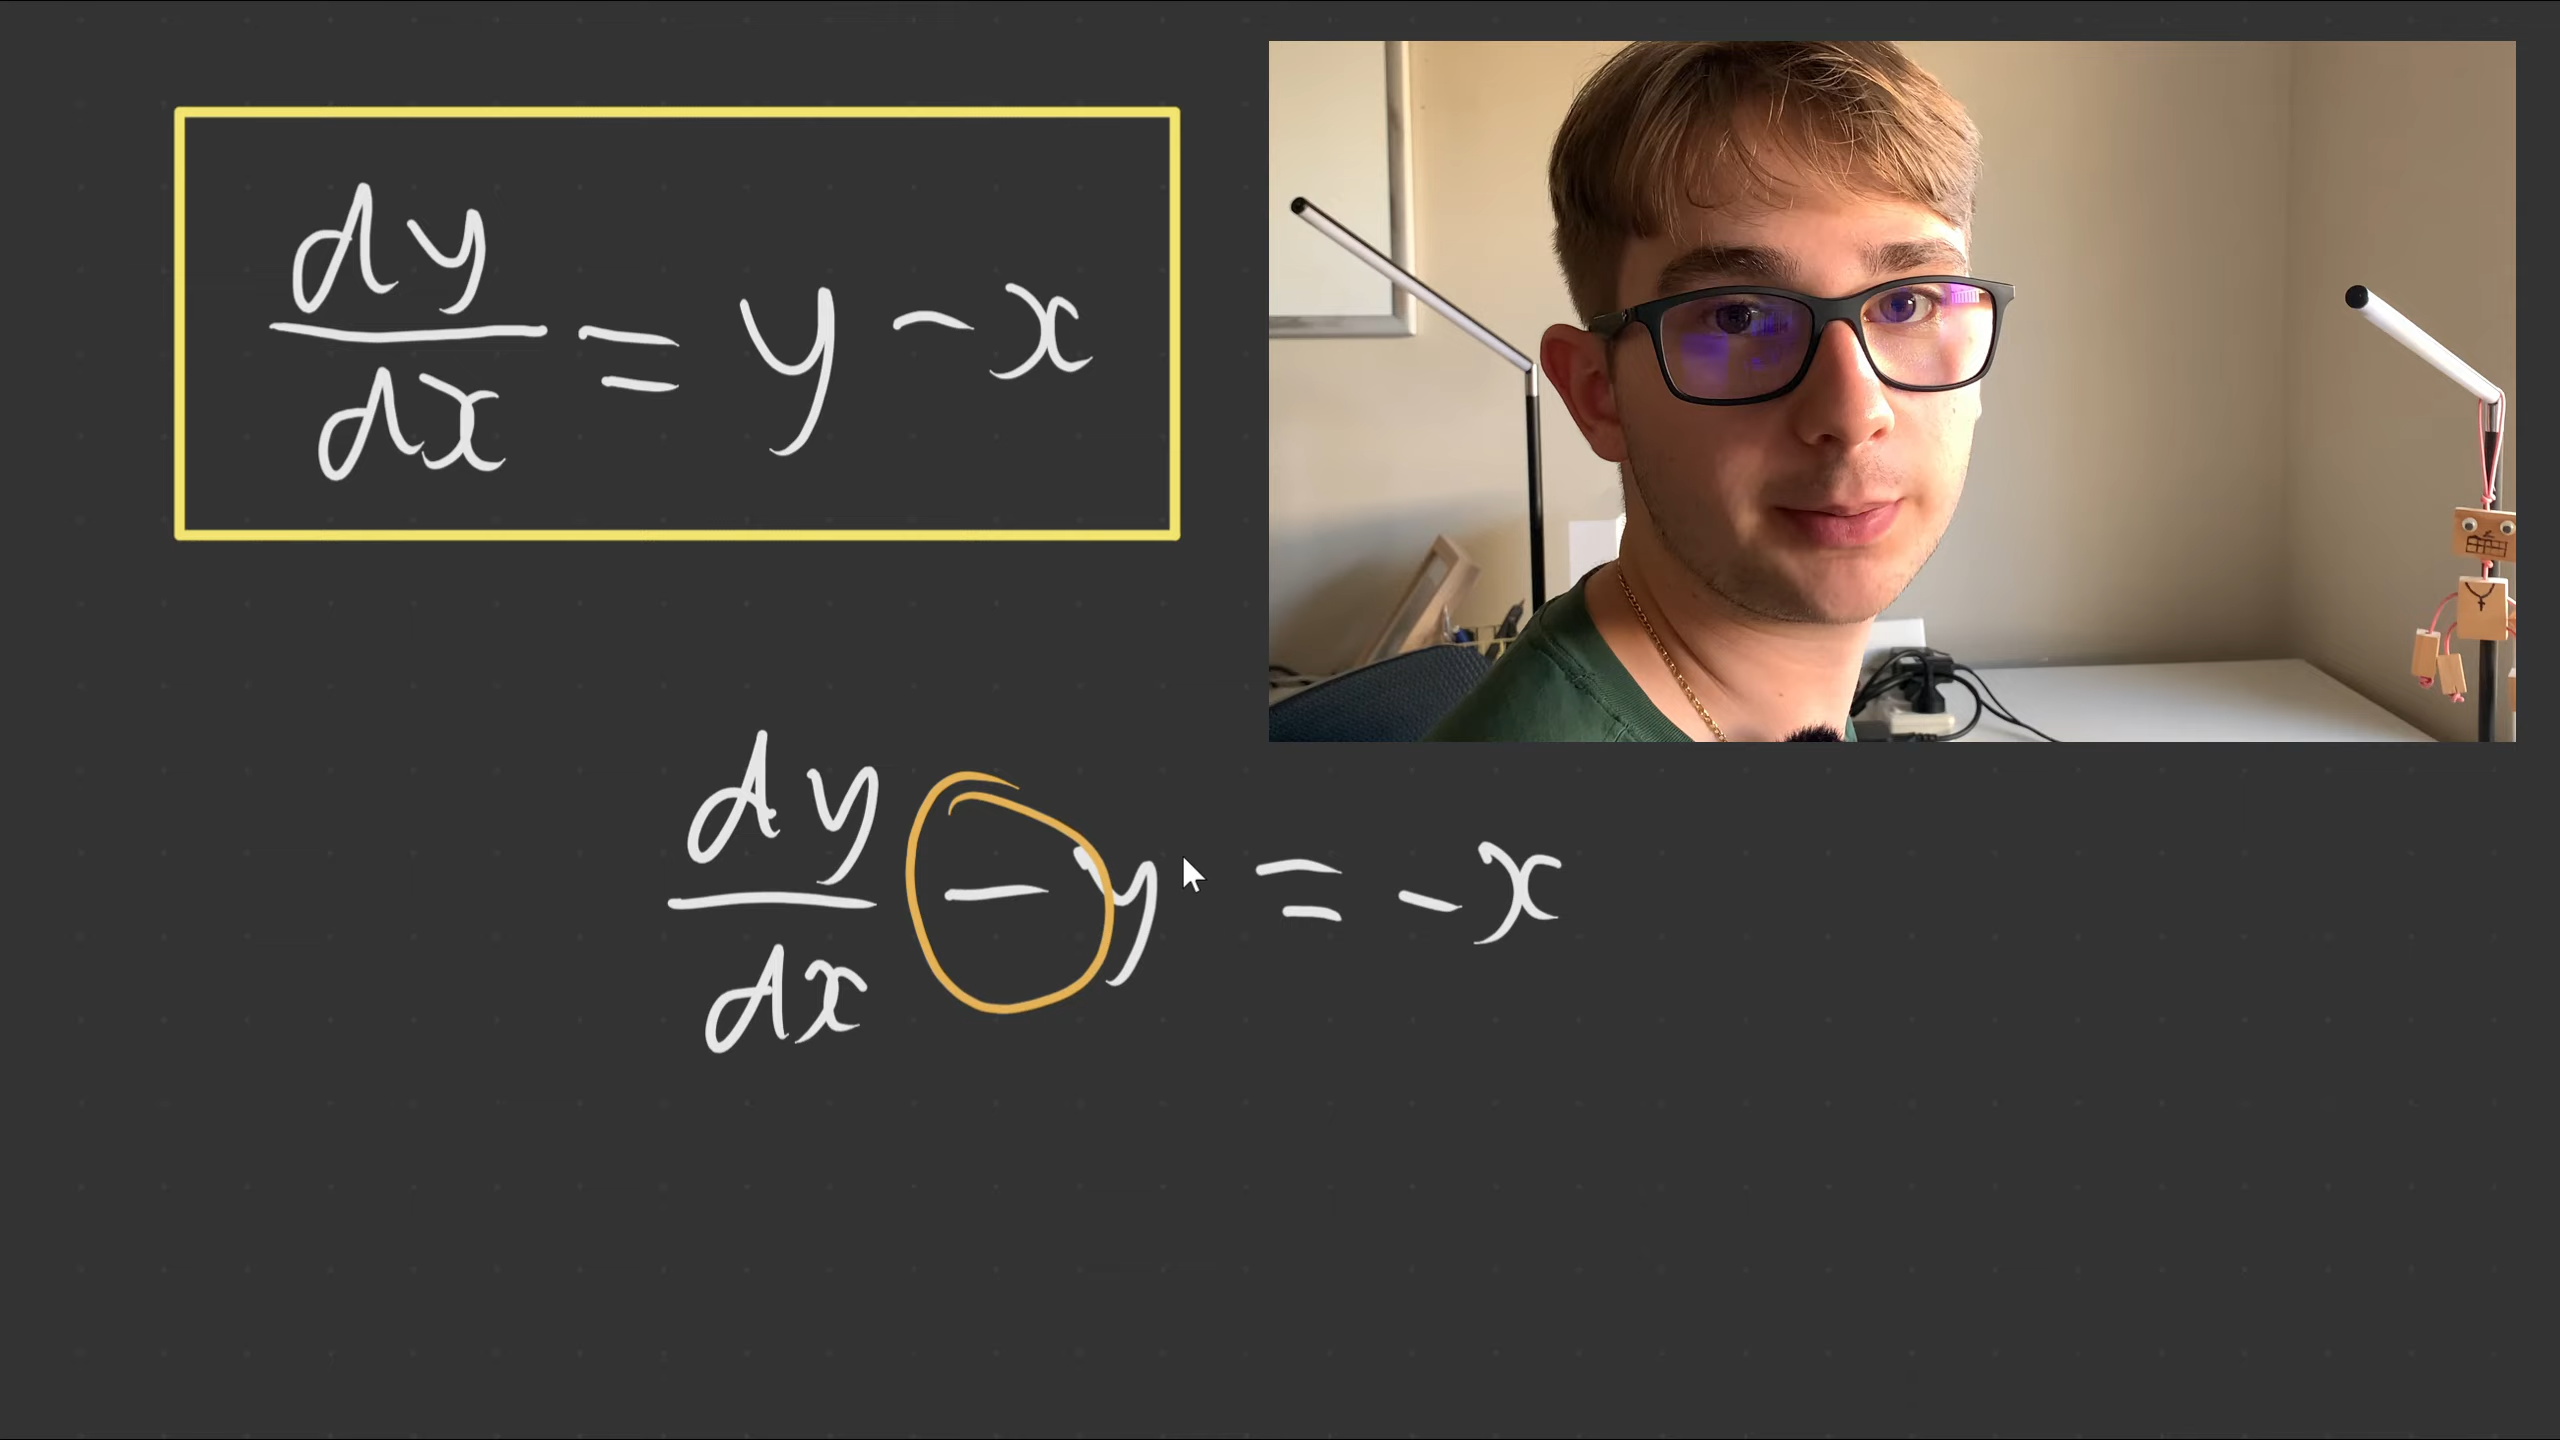 dy/dx = y - x
dy/dx - y = -x